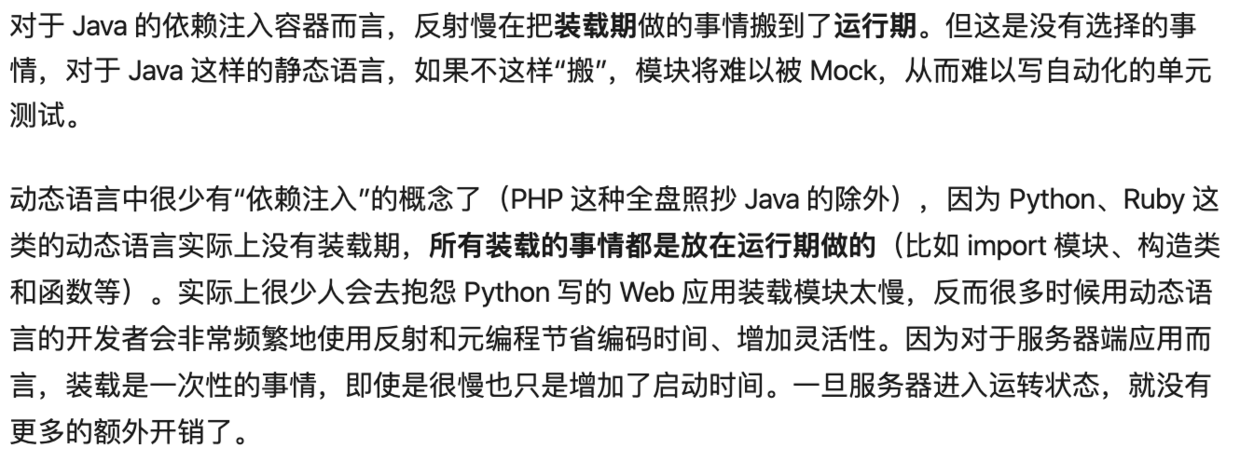 对于 Java 的依赖注入容器而言，反射慢在把装载期做的事情搬到了运行期。但这是没有选择的事
情，对于 Java 这样的静态语言，如果不这样“搬”，模块将难以被 Mock，从而难以写自动化的单元
测试。
动态语言中很少有“依赖注入”的概念了（PHP 这种全盘照抄 Java 的除外），因为 Python、Ruby 这
类的动态语言实际上没有装载期，所有装载的事情都是放在运行期做的（比如 import 模块、构造类
和函数等）。实际上很少人会去抱怨 Python 写的 Web 应用装载模块太慢，反而很多时候用动态语
言的开发者会非常频繁地使用反射和元编程节省编码时间、增加灵活性。因为对于服务器端应用而
言，装载是一次性的事情，即使是很慢也只是增加了启动时间。一旦服务器进入运转状态，就没有
更多的额外开销了。